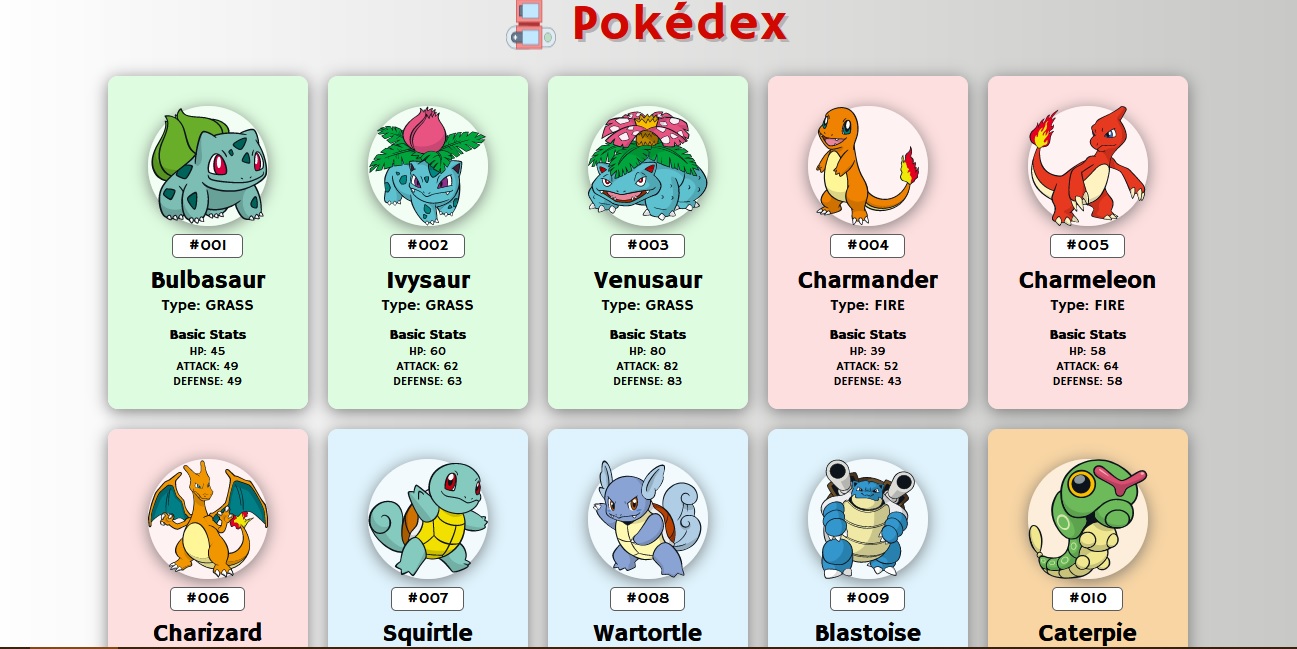 Pokédex
#001
Bulbasaur
Type: GRASS
Basic Stats
HP: 45
ATTACK: 49
DEFENSE: 49
#002
Ivysaur
Type: GRASS
Basic Stats
HP: 60
ATTACK: 62
DEFENSE: 63
#003
Venusaur
Type: GRASS
Basic Stats
HP: 80
ATTACK: 82
DEFENSE: 83
#004
Charmander
Type: FIRE
Basic Stats
HP: 39
ATTACK: 52
DEFENSE: 43
#005
Charmeleon
Type: FIRE
Basic Stats
HP: 58
ATTACK: 64
DEFENSE: 58
#006
Charizard
#007
Squirtle
#008
Wartortle
#009
Blastoise
#010
Caterpie